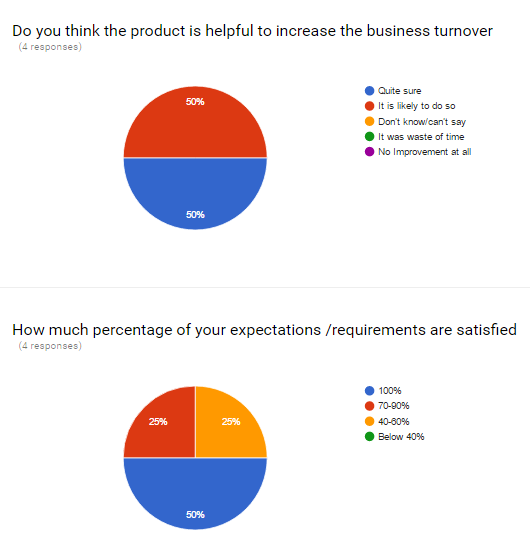 Do you think the product is helpful to increase the business turnover
(4 responses)
50%
50%
Quite sure
It is likely to do so
Don't know/can't say
It was waste of time
No Improvement at all
How much percentage of your expectations /requirements are satisfied
(4 responses)
25%
25%
50%
100%
70-90%
40-60%
Below 40%